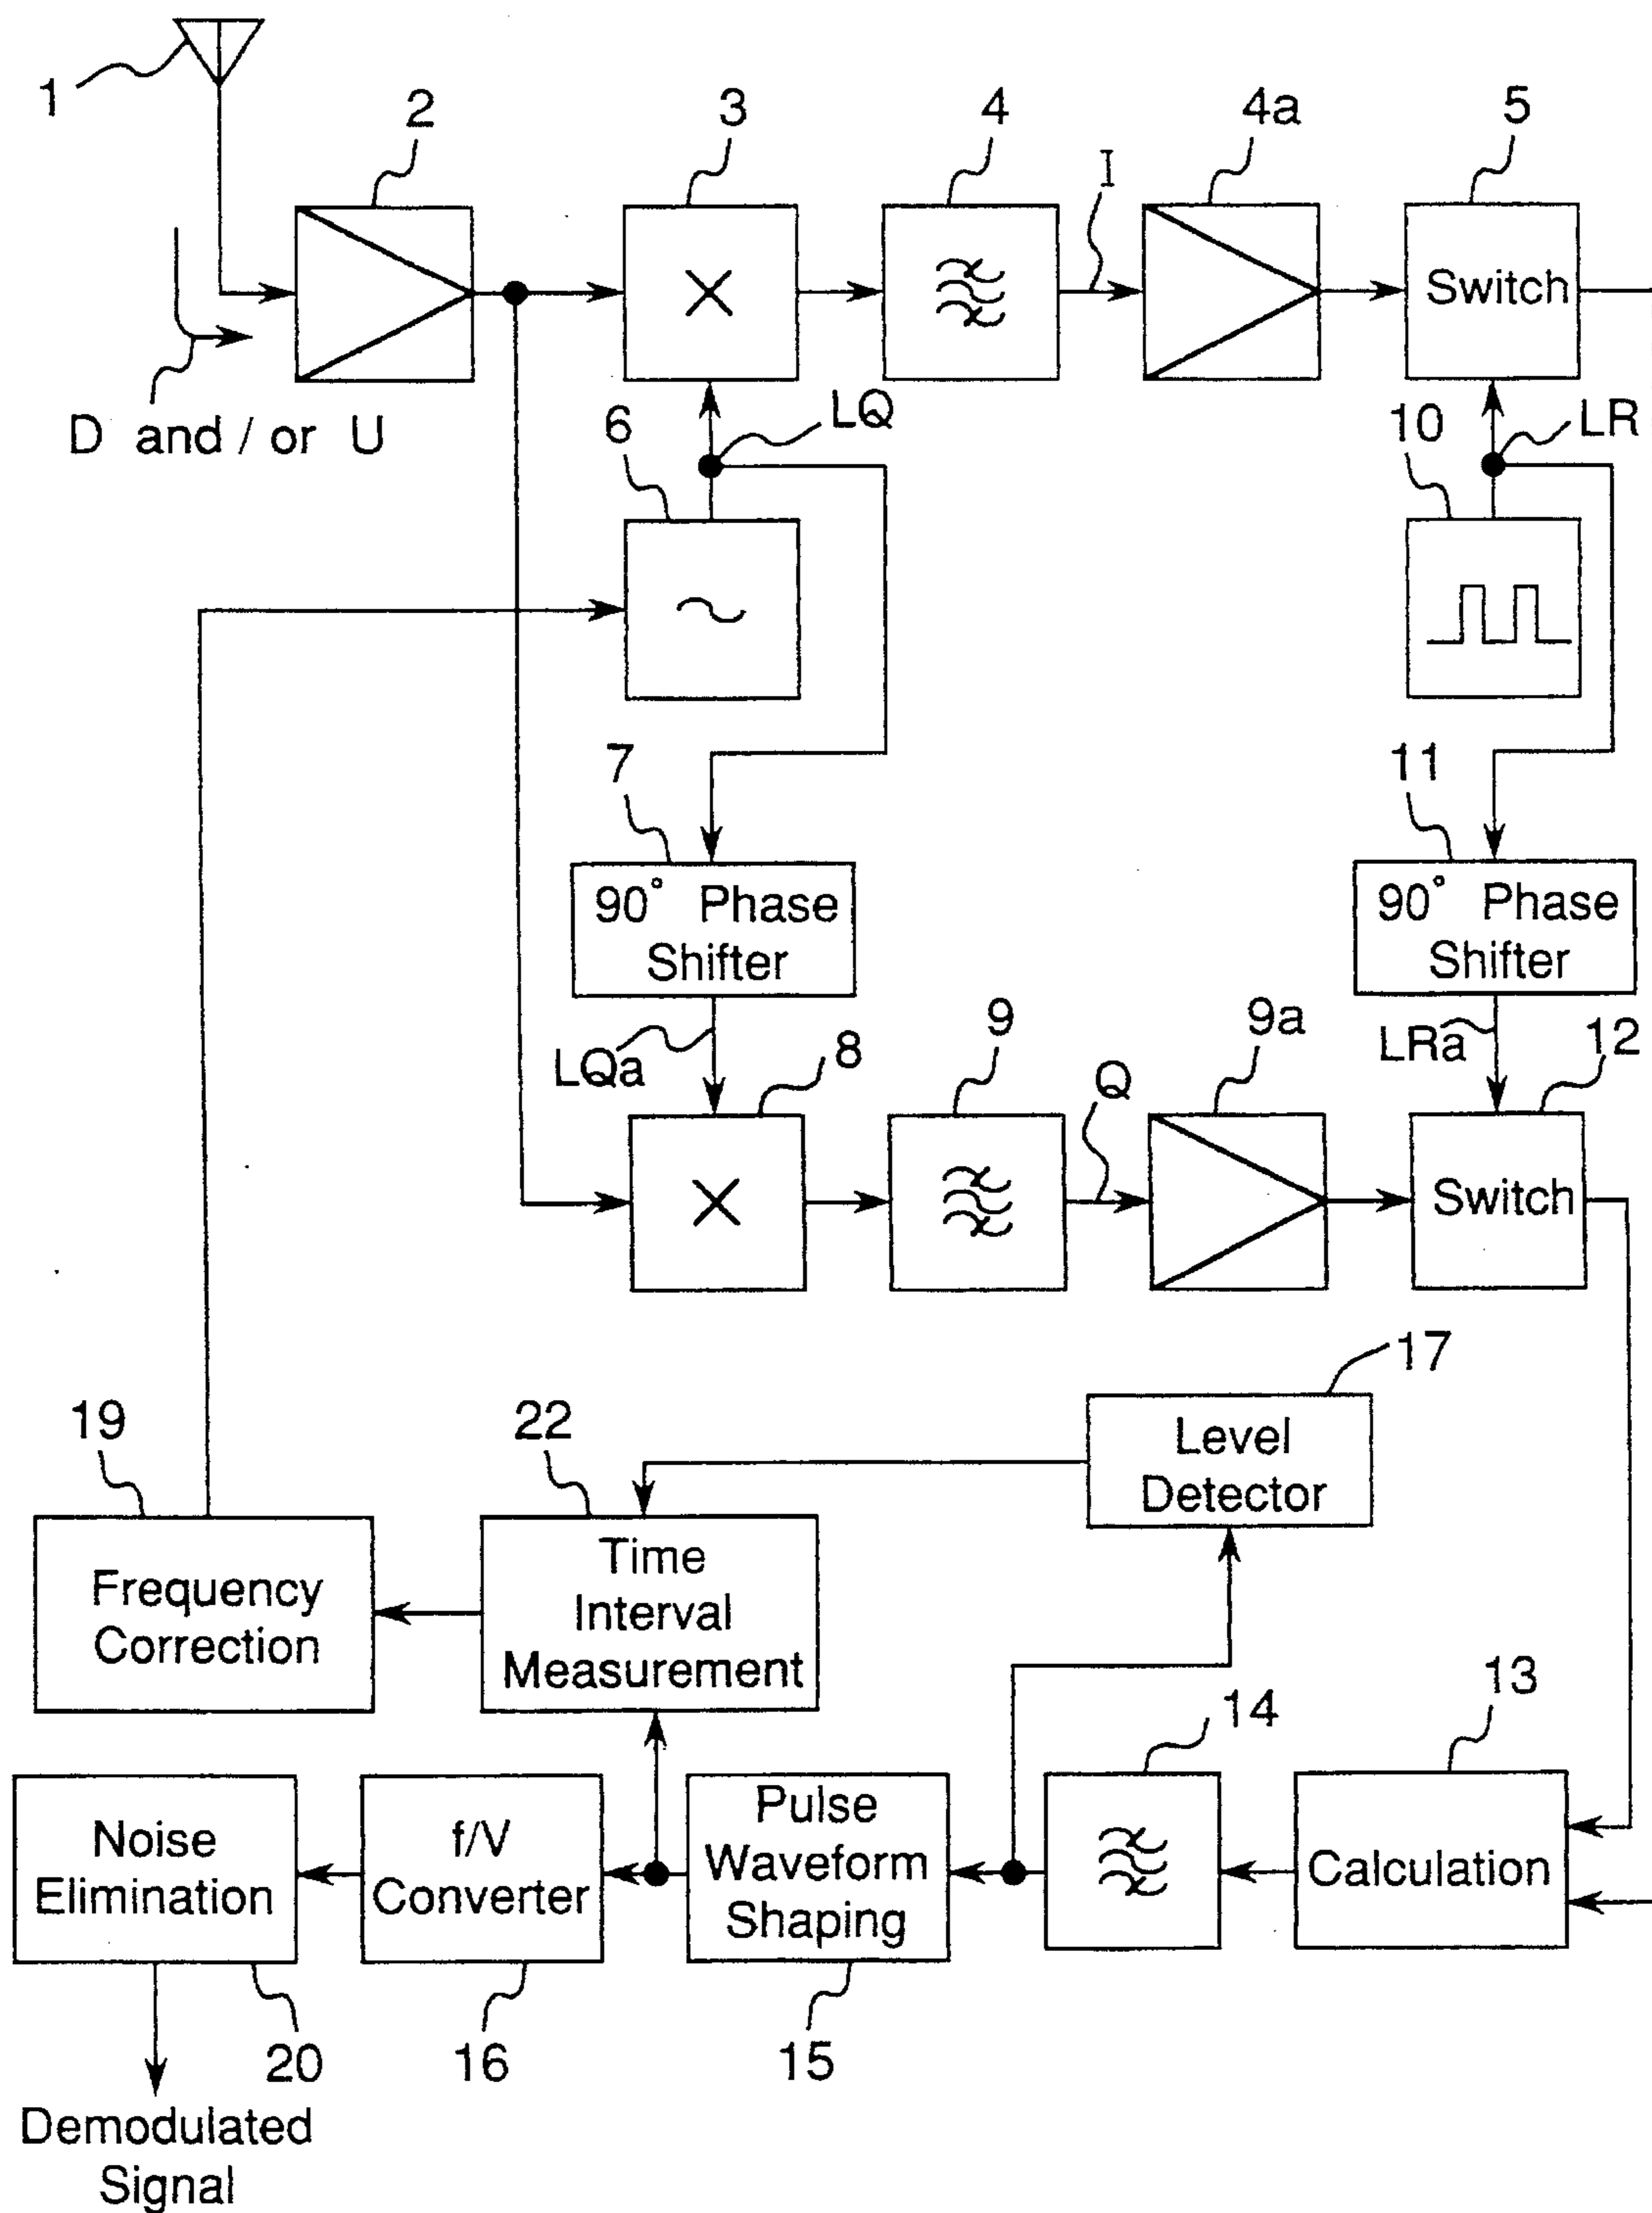 1
2
3
4
I
4a
5
Switch
D and / or U
6
LQ
10
LR
7
11
90° Phase
Shifter
90° Phase
Shifter
LQa
8
9
Q
9a
LRa
12
Switch
17
Level
Detector
19
22
Frequency
Correction
Time
Interval
Measurement
14
13
Noise
Elimination
f/V
Converter
Pulse
Waveform
Shaping
Calculation
20
16
15
Demodulated
Signal